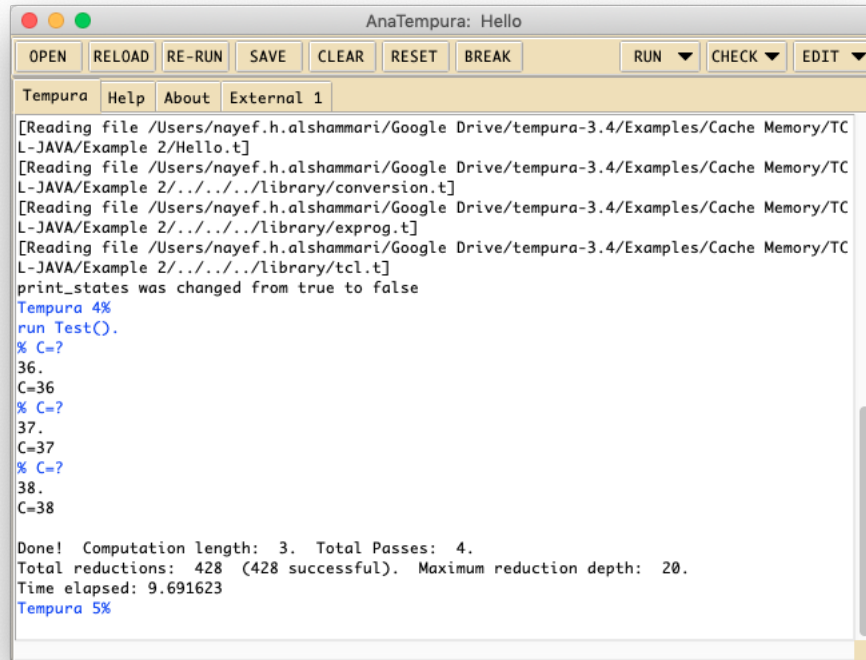 AnaTempura: Hello
OPEN RELOAD RE-RUN SAVE CLEAR RESET BREAK RUN CHECK EDIT
Tempura Help About External 1
[Reading file /Users/nayef.h.alshammari/Google Drive/tempura-3.4/Examples/Cache Memory/TC
L-JAVA/Example 2/Hello.t]
[Reading file /Users/nayef.h.alshammari/Google Drive/tempura-3.4/Examples/Cache Memory/TC
L-JAVA/Example 2/../../../library/conversion.t]
[Reading file /Users/nayef.h.alshammari/Google Drive/tempura-3.4/Examples/Cache Memory/TC
L-JAVA/Example 2/../../../library/exprog.t]
[Reading file /Users/nayef.h.alshammari/Google Drive/tempura-3.4/Examples/Cache Memory/TC
L-JAVA/Example 2/../../../library/tcl.t]
print_states was changed from true to false
Tempura 4%
run Test().
% C=?
36.
C=36
% C=?
37.
C=37
% C=?
38.
C=38
Done!  Computation length:  3.  Total Passes:  4.
Total reductions:  428  (428 successful).  Maximum reduction depth:  20.
Time elapsed: 9.691623
Tempura 5%